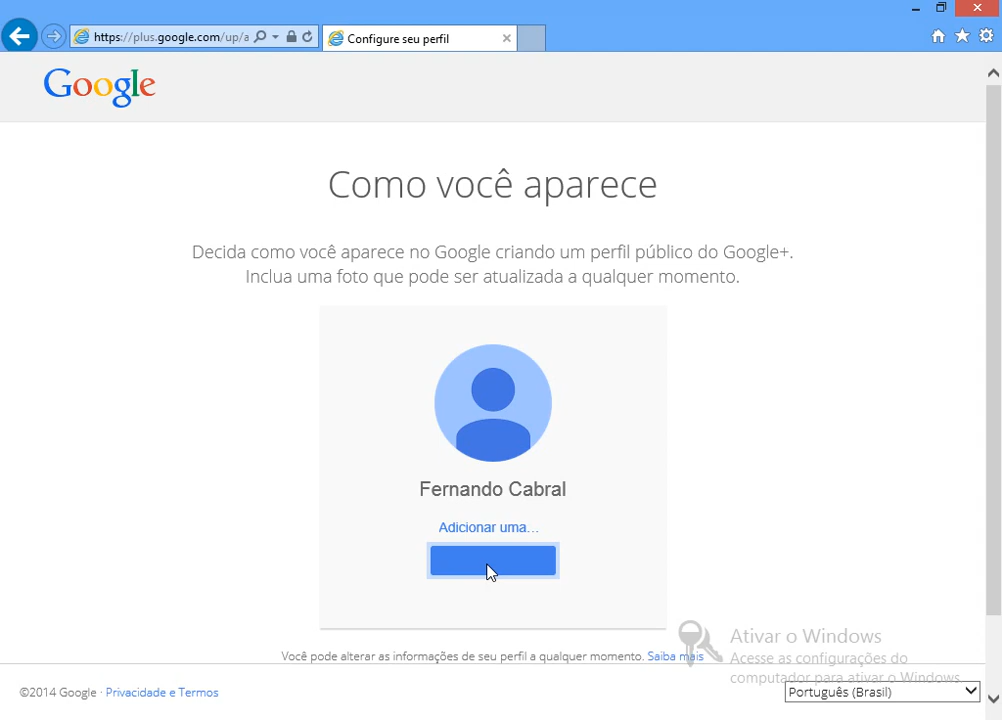 https://plus.google.com/up/a
Configure seu perfil
Google
Como você aparece
Decida como você aparece no Google criando um perfil público do Google+.
Inclua uma foto que pode ser atualizada a qualquer momento.
Fernando Cabral
Adicionar uma...
Você pode alterar as informações de seu perfil a qualquer momento. Saiba mais
Ativar o Windows
Acesse as configurações do
computador para ativar o Windows.
©2014 Google · Privacidade e Termos
Português (Brasil)